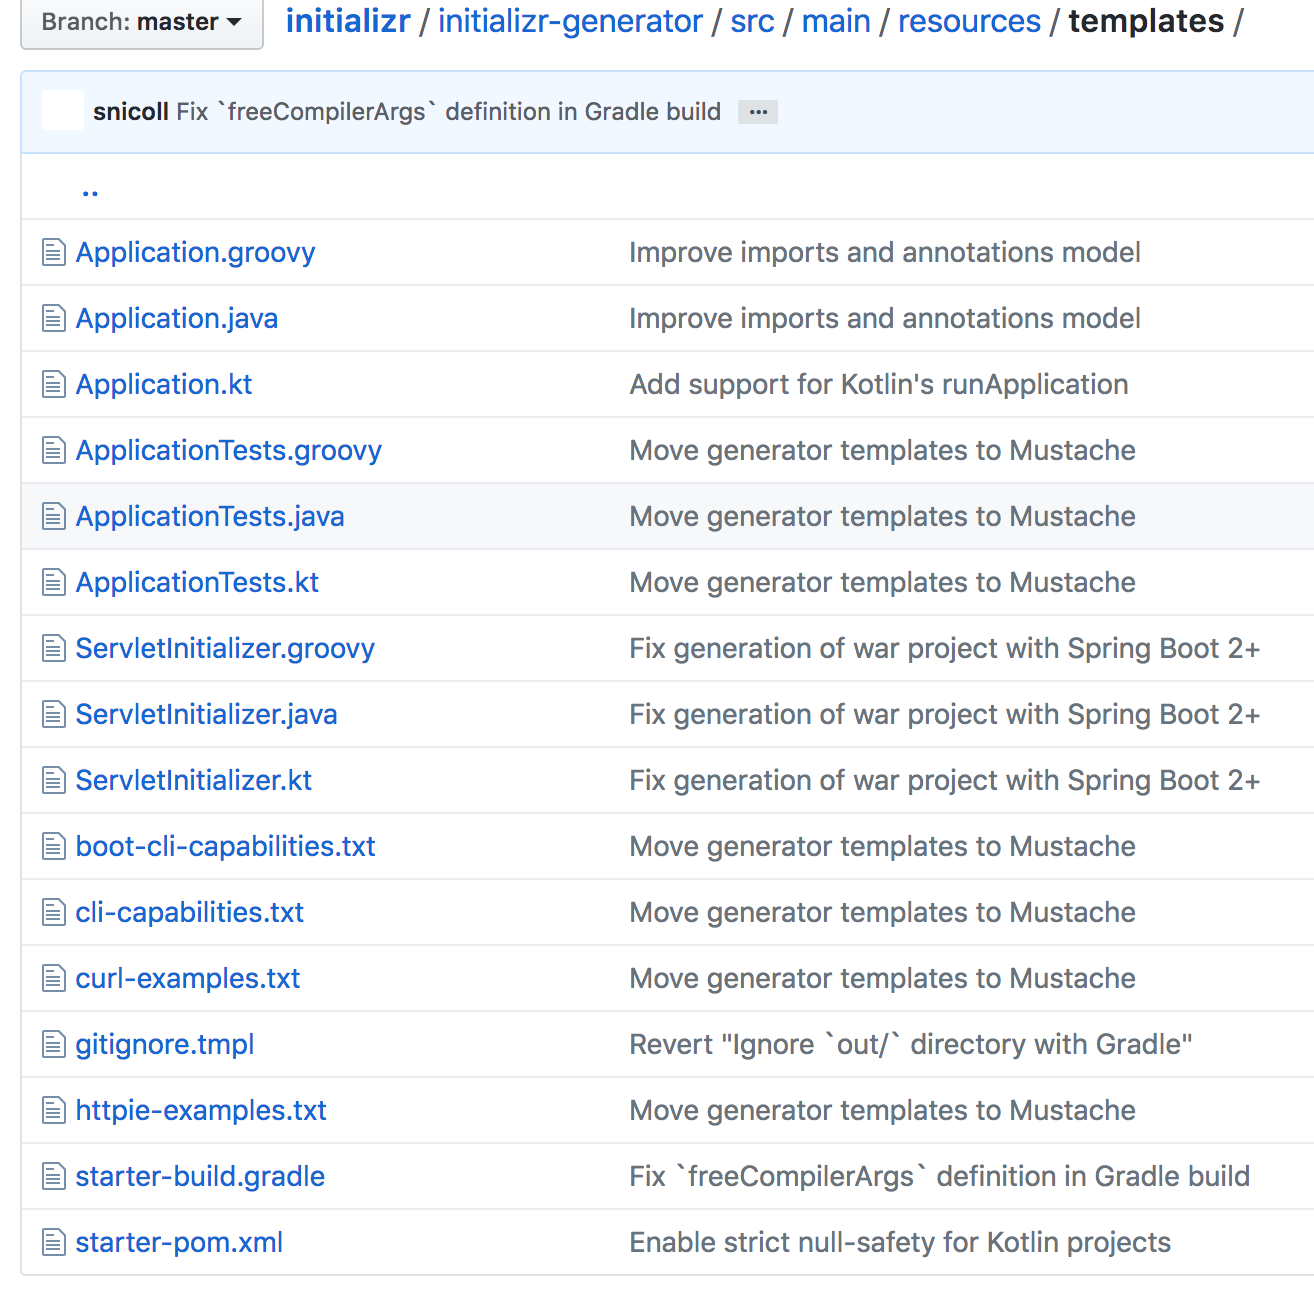 Branch: master initializr / initializr-generator / src / main / resources / templates /
snicoll Fix `freeCompilerArgs` definition in Gradle build ...
..
Application.groovy Improve imports and annotations model
Application.java Improve imports and annotations model
Application.kt Add support for Kotlin's runApplication
ApplicationTests.groovy Move generator templates to Mustache
ApplicationTests.java Move generator templates to Mustache
ApplicationTests.kt Move generator templates to Mustache
ServletInitializer.groovy Fix generation of war project with Spring Boot 2+
ServletInitializer.java Fix generation of war project with Spring Boot 2+
ServletInitializer.kt Fix generation of war project with Spring Boot 2+
boot-cli-capabilities.txt Move generator templates to Mustache
cli-capabilities.txt Move generator templates to Mustache
curl-examples.txt Move generator templates to Mustache
gitignore.tmpl Revert "Ignore `out/` directory with Gradle"
httpie-examples.txt Move generator templates to Mustache
starter-build.gradle Fix `freeCompilerArgs` definition in Gradle build
starter-pom.xml Enable strict null-safety for Kotlin projects